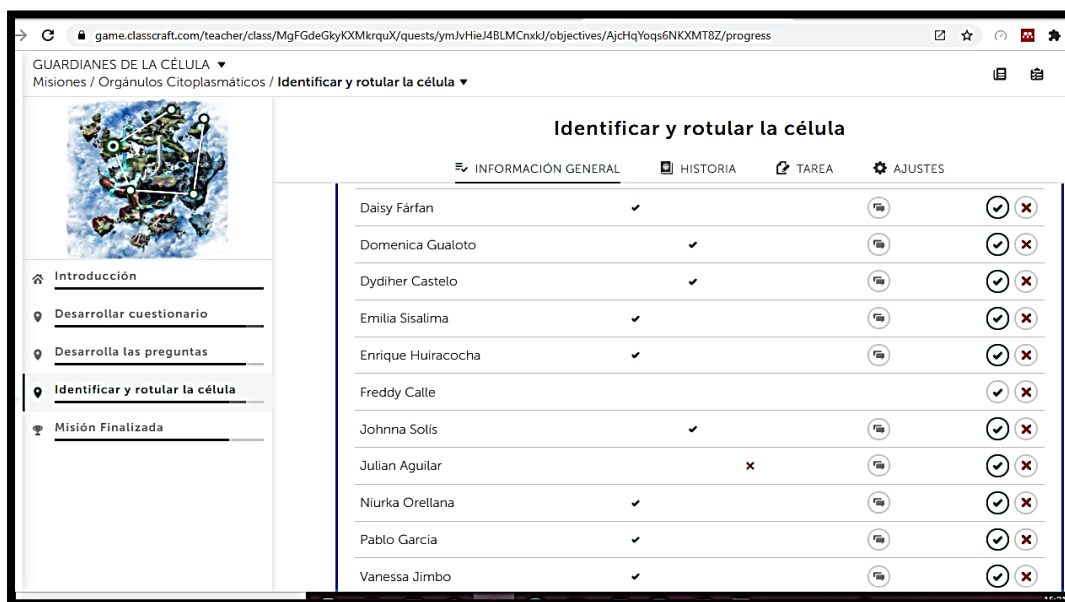 game.classcraft.com/teacher/class/MgFGdeGkyKXMkrquX/quests/ymJvHieJ4BLMCnxkJ/objectives/AjcHqYoqs6NKXMT8Z/progress
GUARDIANES DE LA CÉLULA
Misiones / Orgánulos Citoplasmáticos / Identificar y rotular la célula
Identificar y rotular la célula
INFORMACIÓN GENERAL HISTORIA TAREA AJUSTES
Introducción
Desarrollar cuestionario
Desarrolla las preguntas
Identificar y rotular la célula
Misión Finalizada
Daisy Fárfan
Domenica Gualoto
Dydiher Castelo
Emilia Sisalima
Enrique Huiracocha
Freddy Calle
Johnna Solís
Julian Aguilar
Niurka Orellana
Pablo Garcia
Vanessa Jimbo